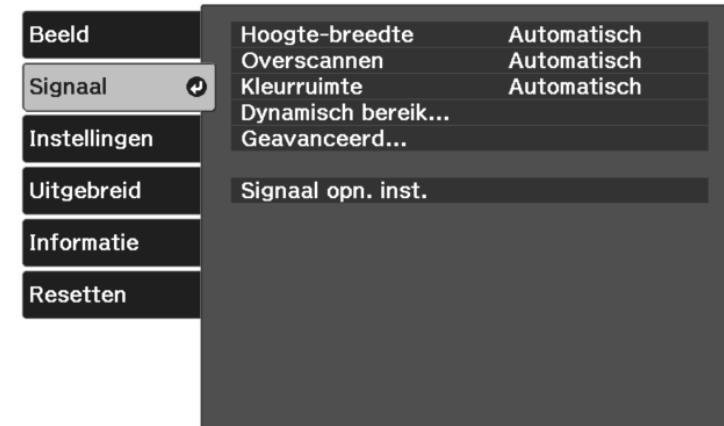 Beeld
Signaal
Instellingen
Uitgebreid
Informatie
Resetten
Hoogte-breedte Automatisch
Overscannen Automatisch
Kleurruimte Automatisch
Dynamisch bereik...
Geavanceerd...
Signaal opn. inst.